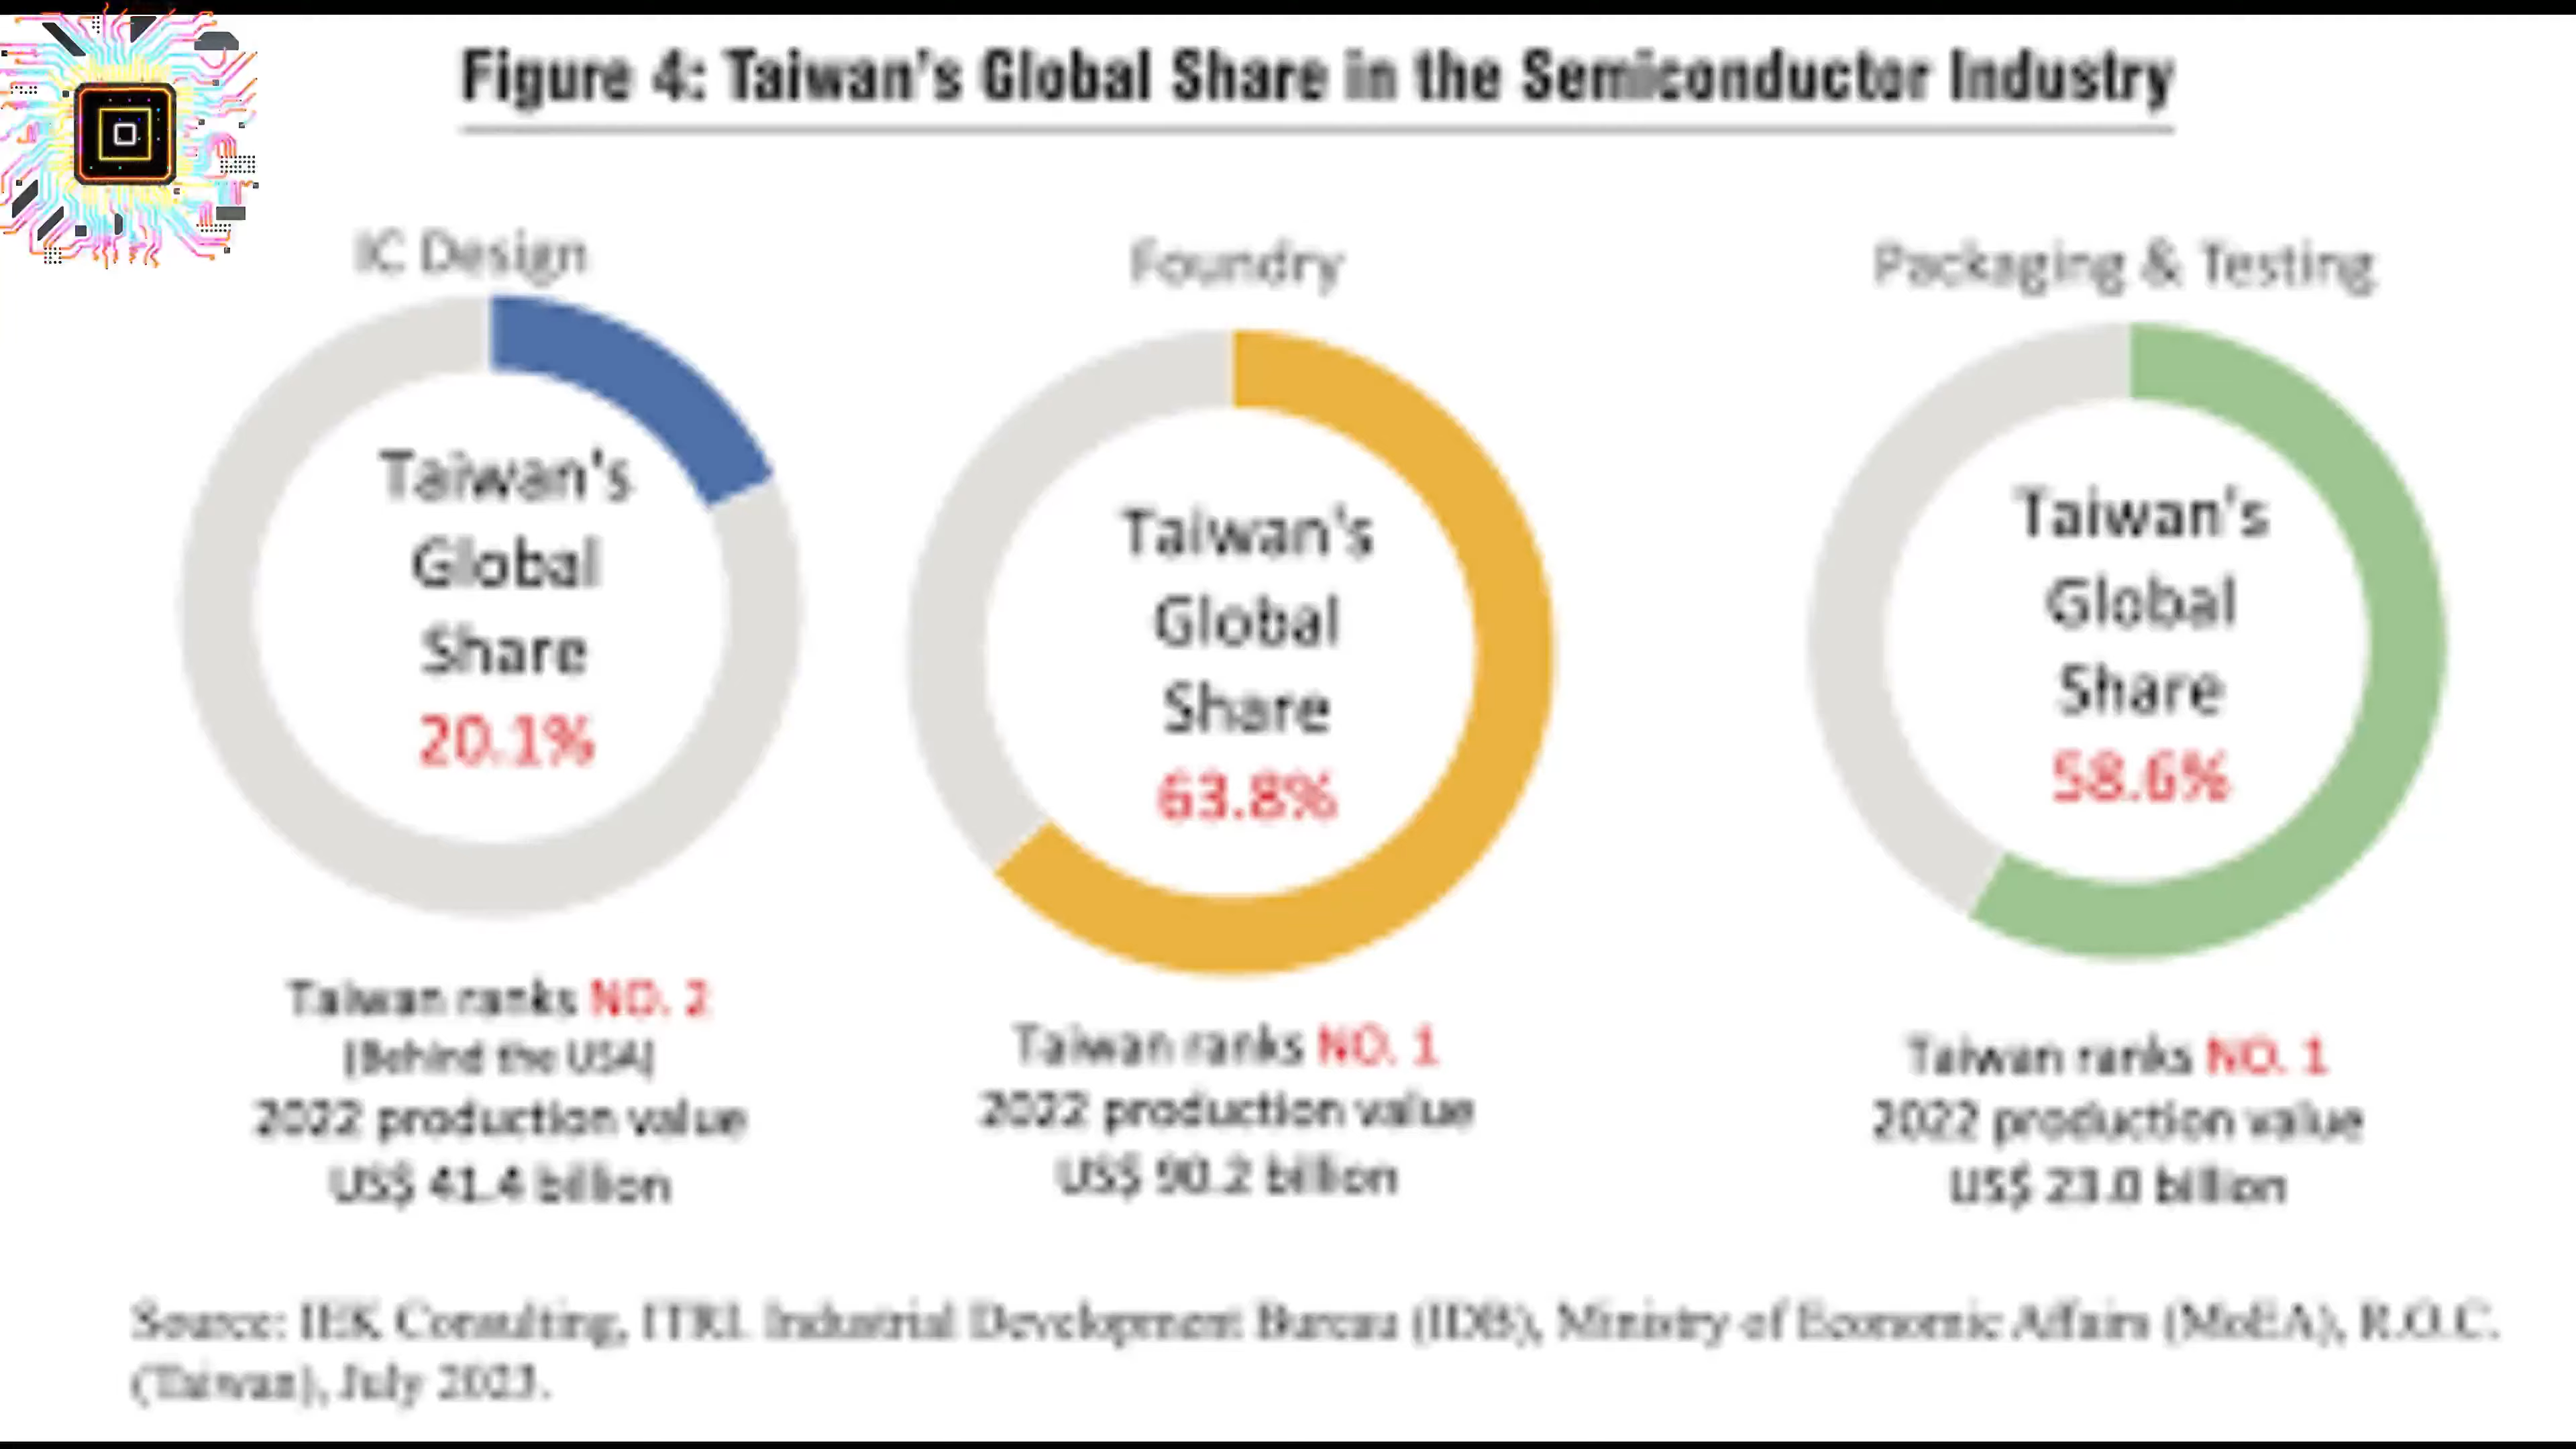 Figure 4: Taiwan's Global Share in the Semiconductor Industry
IC Design
Taiwan's
Global
Share
20.1%
Taiwan ranks NO. 2
(Behind the USA)
2022 production value
US$ 41.4 billion
Foundry
Taiwan's
Global
Share
63.8%
Taiwan ranks NO. 1
2022 production value
US$ 90.2 billion
Packaging & Testing
Taiwan's
Global
Share
58.6%
Taiwan ranks NO. 1
2022 production value
US$ 23.0 billion
Source: IEK Consulting, ITRI. Industrial Development Bureau (IDB), Ministry of Economic Affairs (MoEA), R.O.C.
(Taiwan), July 2023.